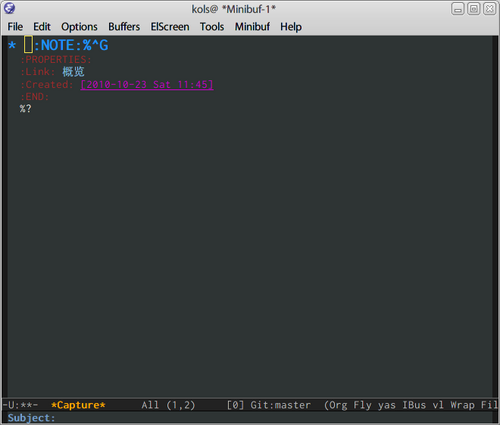 kols@ *Minibuf-1*
File Edit Options Buffers ElScreen Tools Minibuf Help
* :NOTE:%^G
:PROPERTIES:
:Link: 概览
:Created: [2010-10-23 Sat 11:45]
:END:
%?
-U:**- *Capture* All (1,2) [0] Git:master (Org Fly yas IBus vl Wrap Fil
Subject: